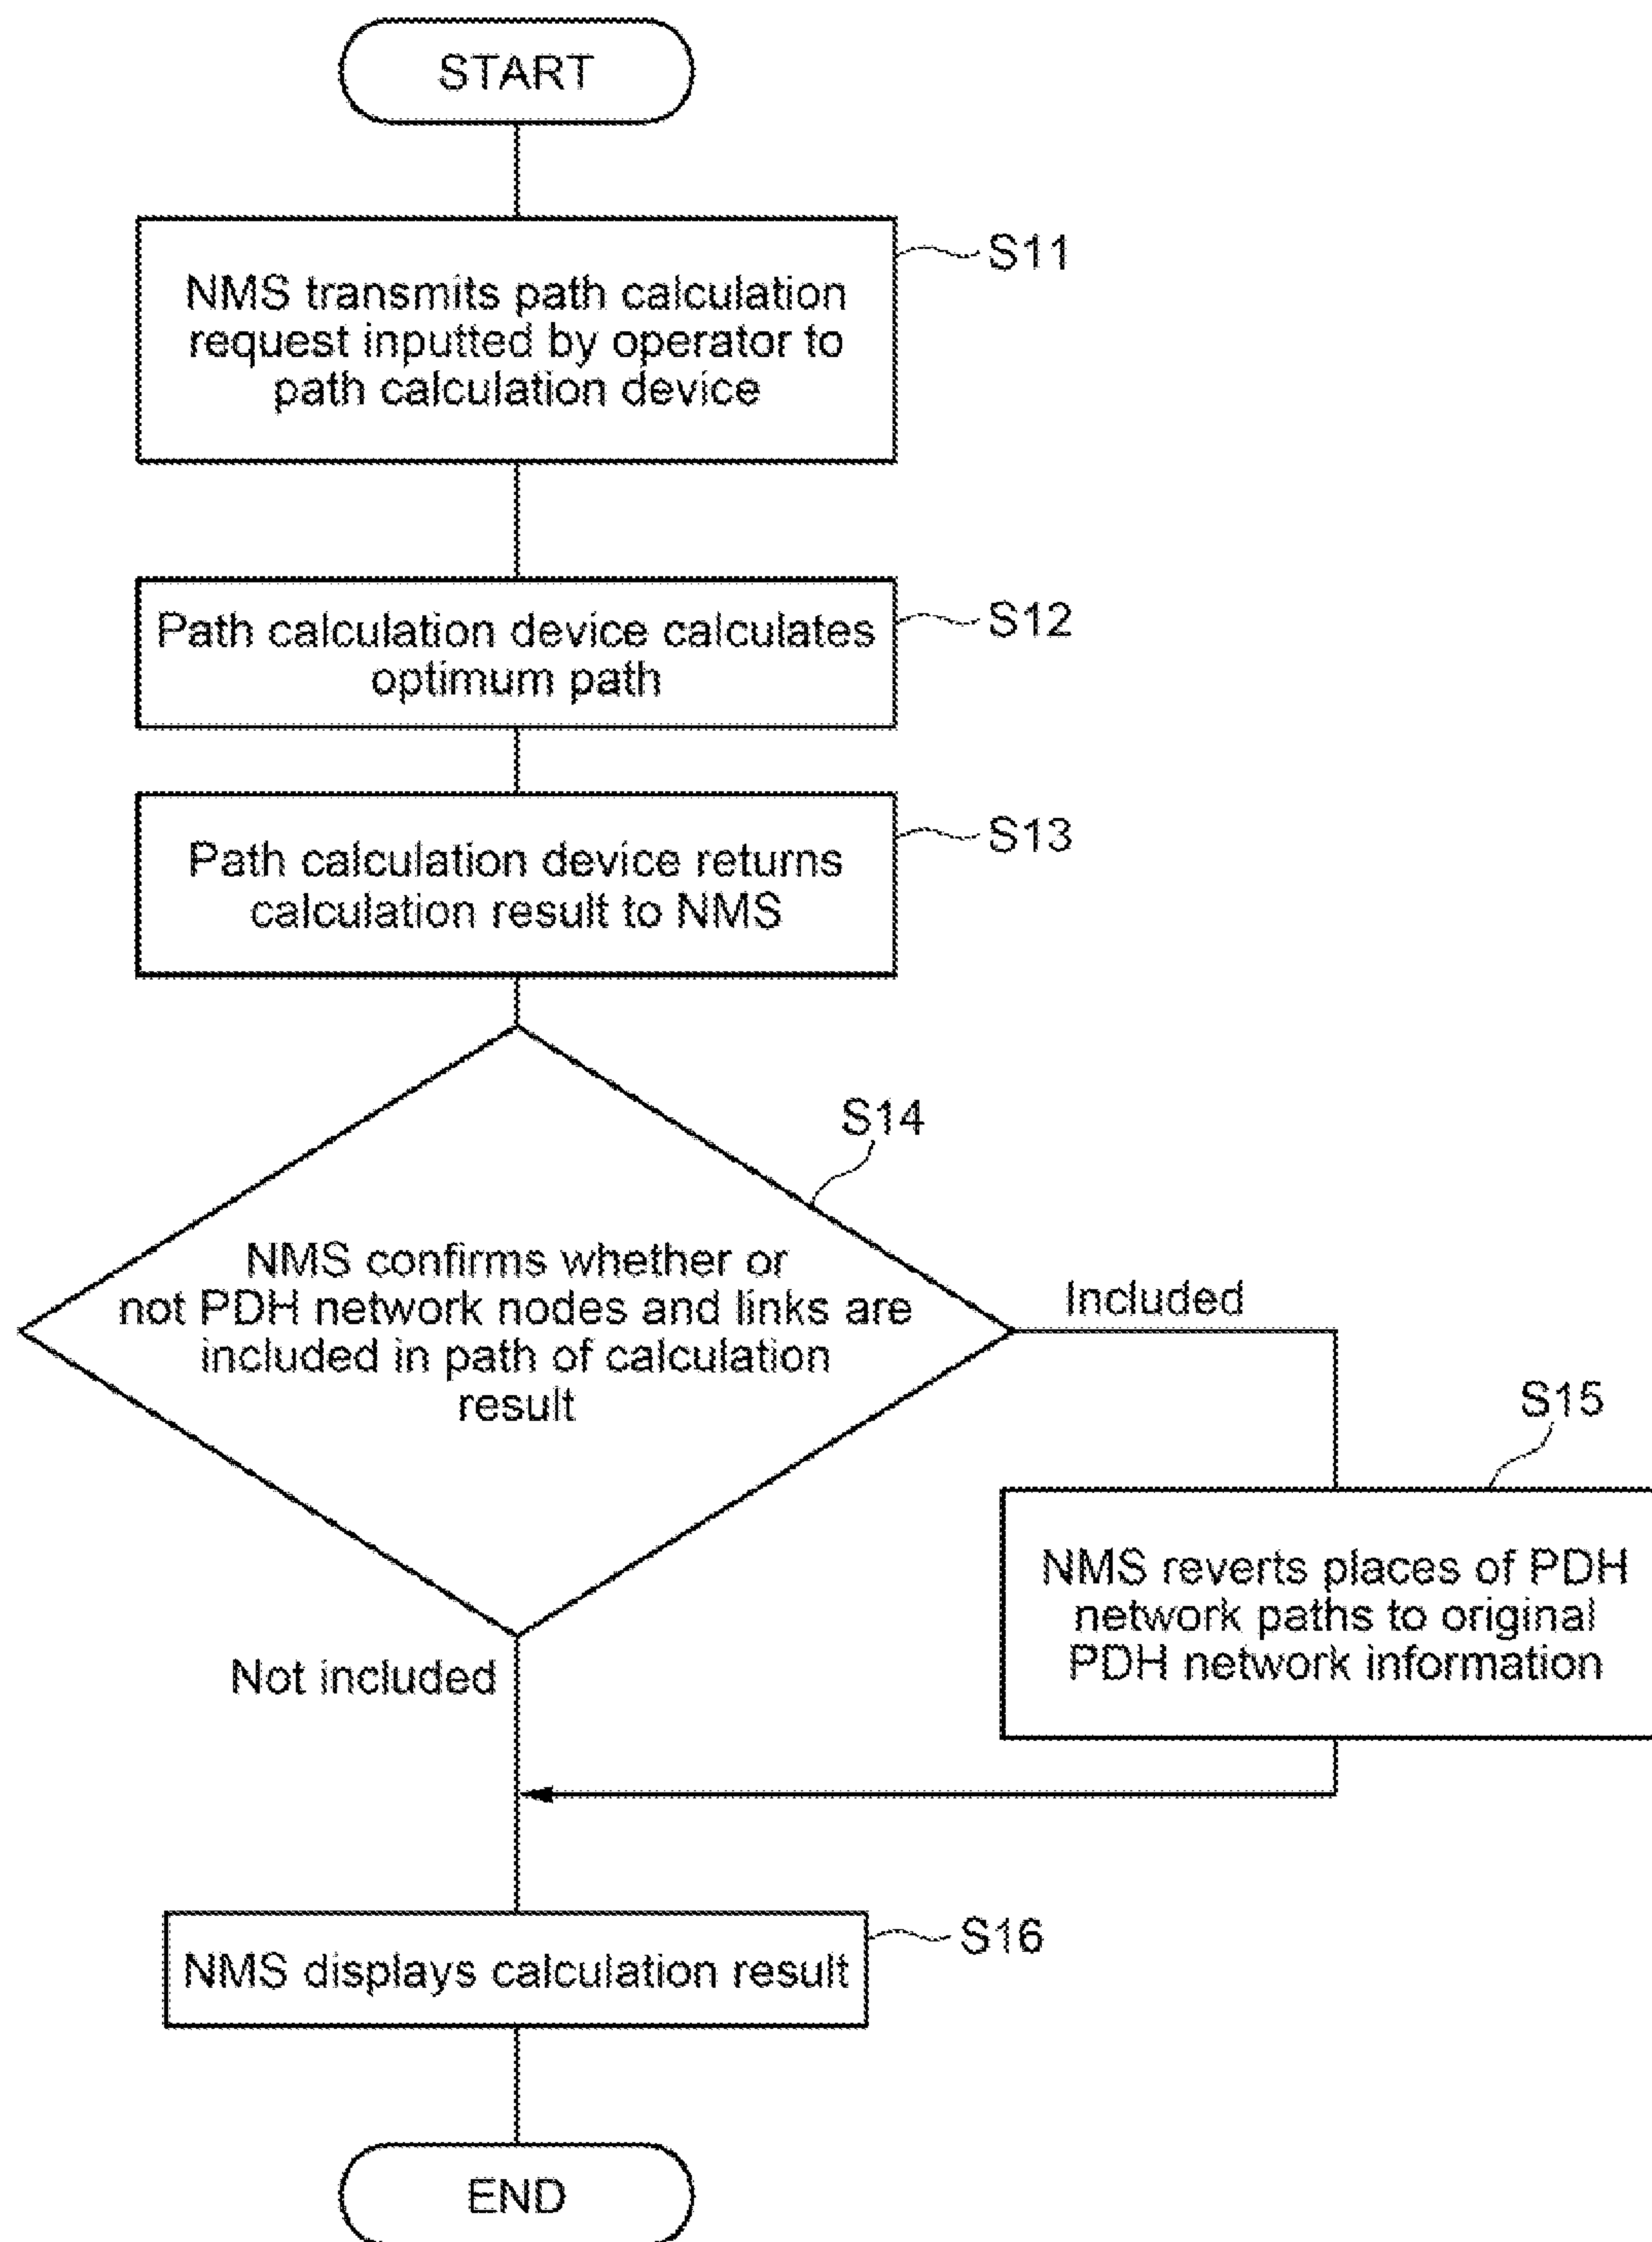 START
S11
NMS transmits path calculation
request inputted by operator to
path calculation device
S12
Path calculation device calculates
optimum path
S13
Path calculation device returns
calculation result to NMS
S14
NMS confirms whether or
not PDH network nodes and links are
included in path of calculation
result
Included
S15
NMS reverts places of PDH
network paths to original
PDH network information
Not included
S16
NMS displays calculation result
END